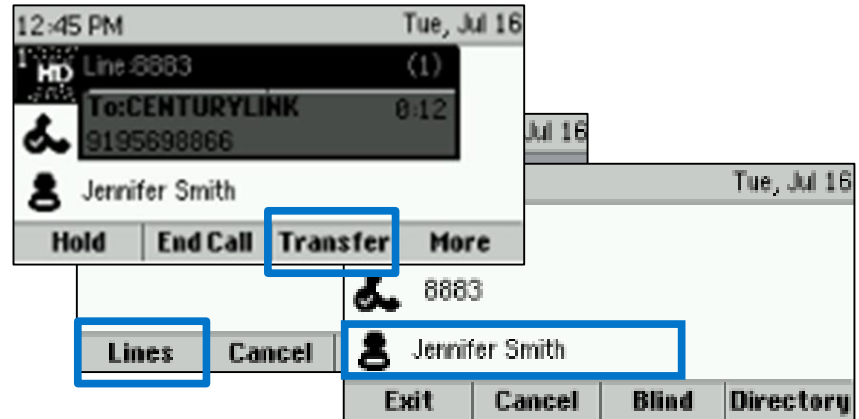 12:45 PM Tue, Jul 16
1 HD Line:8883 (1)
To:CENTURYLINK 0:12
9195698866
Jennifer Smith
Hold End Call Transfer More
Jul 16
Lines Cancel
Tue, Jul 16
8883
Jennifer Smith
Exit Cancel Blind Directory